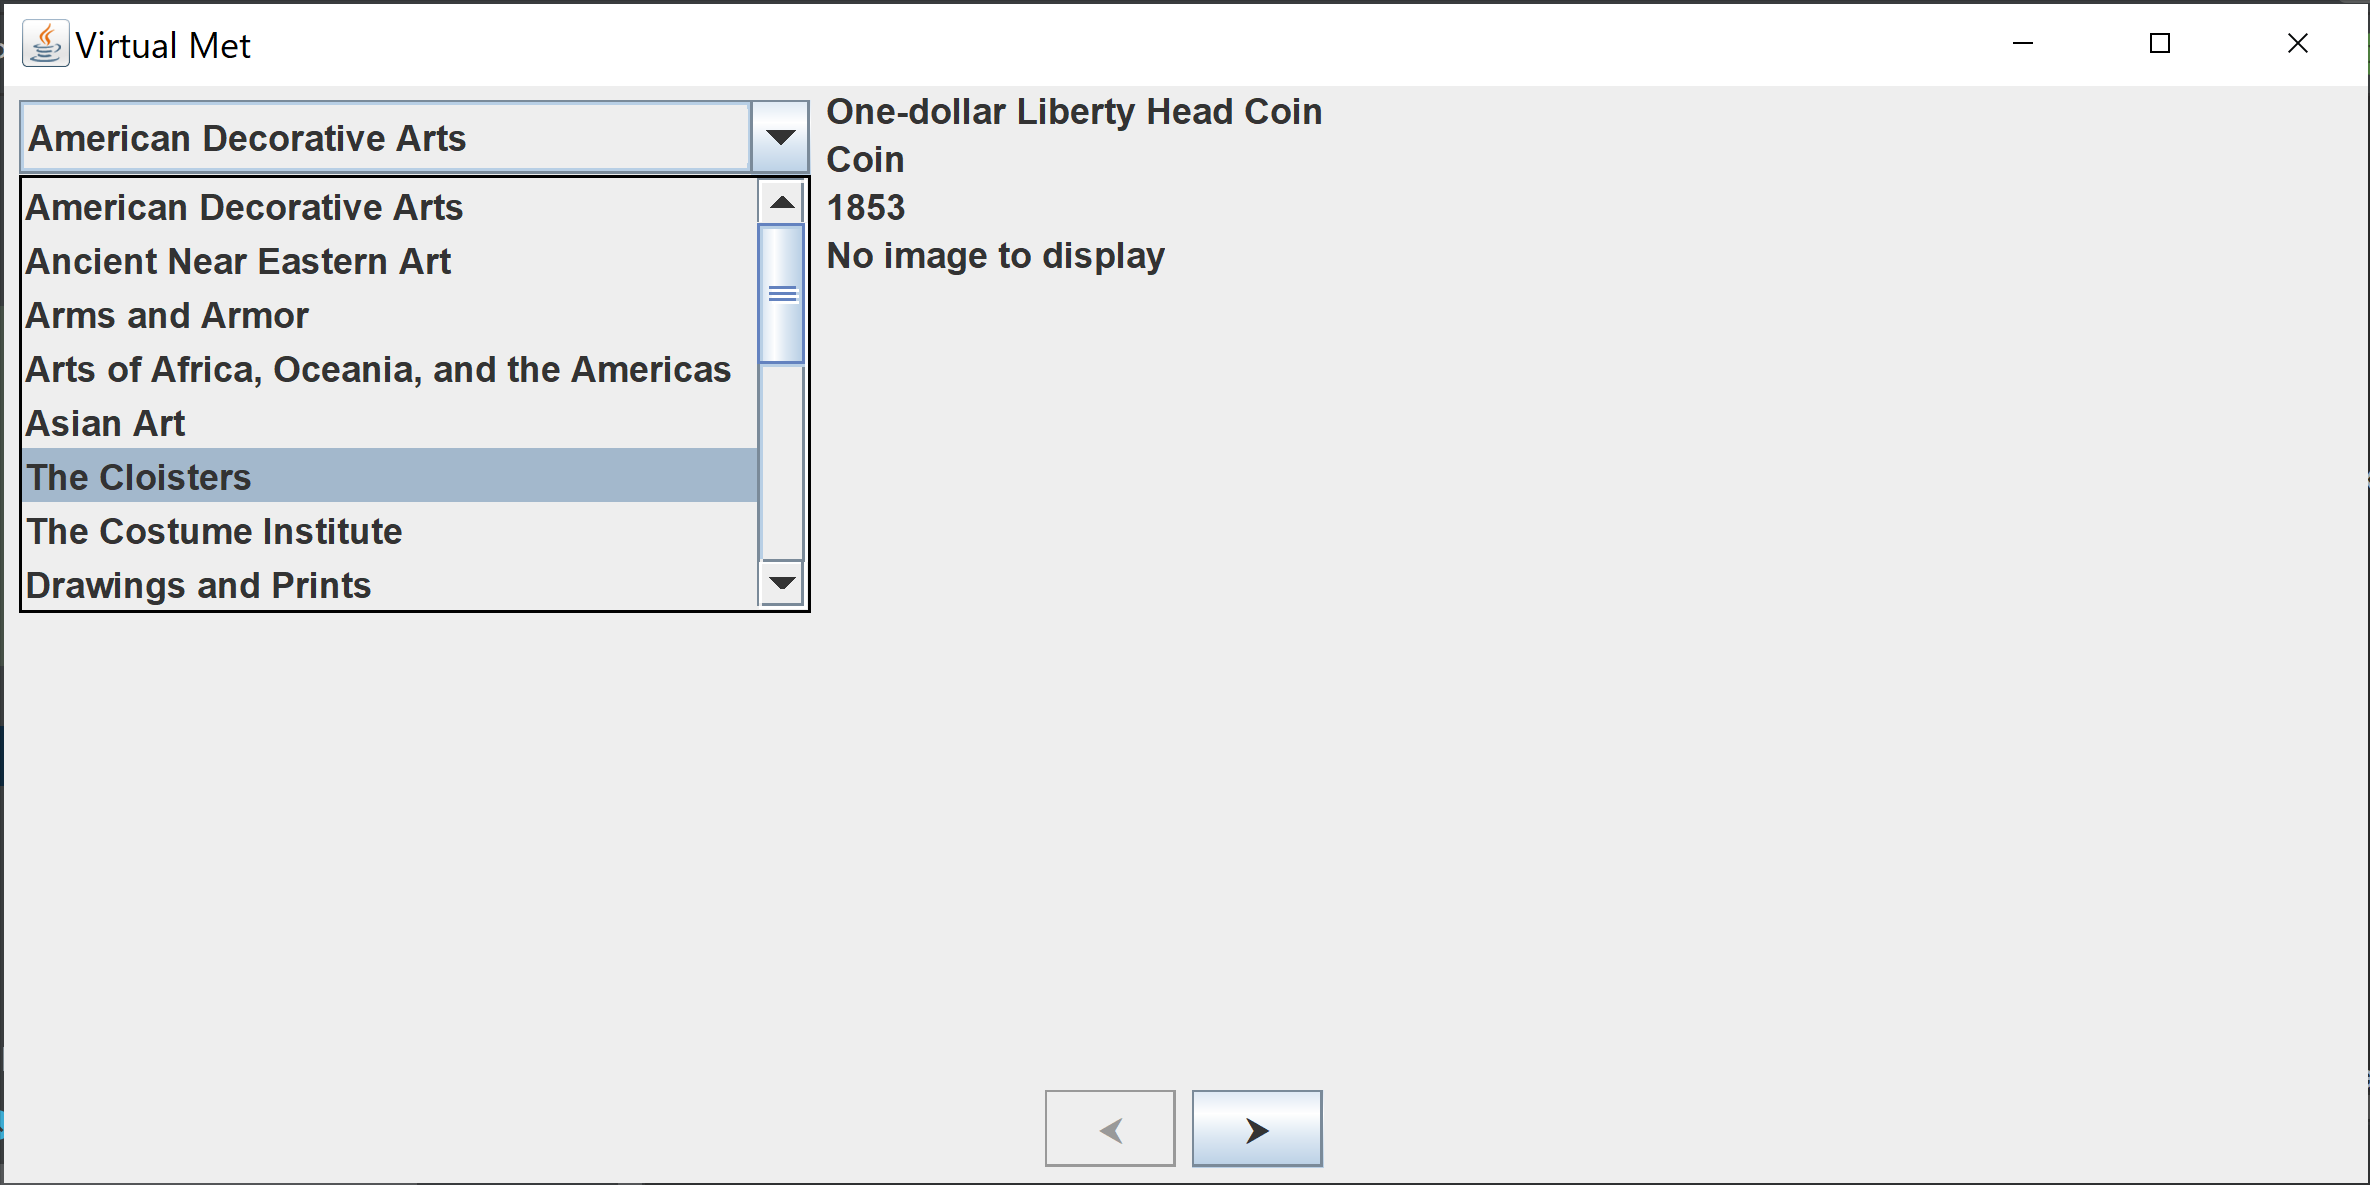 Virtual Met
American Decorative Arts
American Decorative Arts
Ancient Near Eastern Art
Arms and Armor
Arts of Africa, Oceania, and the Americas
Asian Art
The Cloisters
The Costume Institute
Drawings and Prints
One-dollar Liberty Head Coin
Coin
1853
No image to display